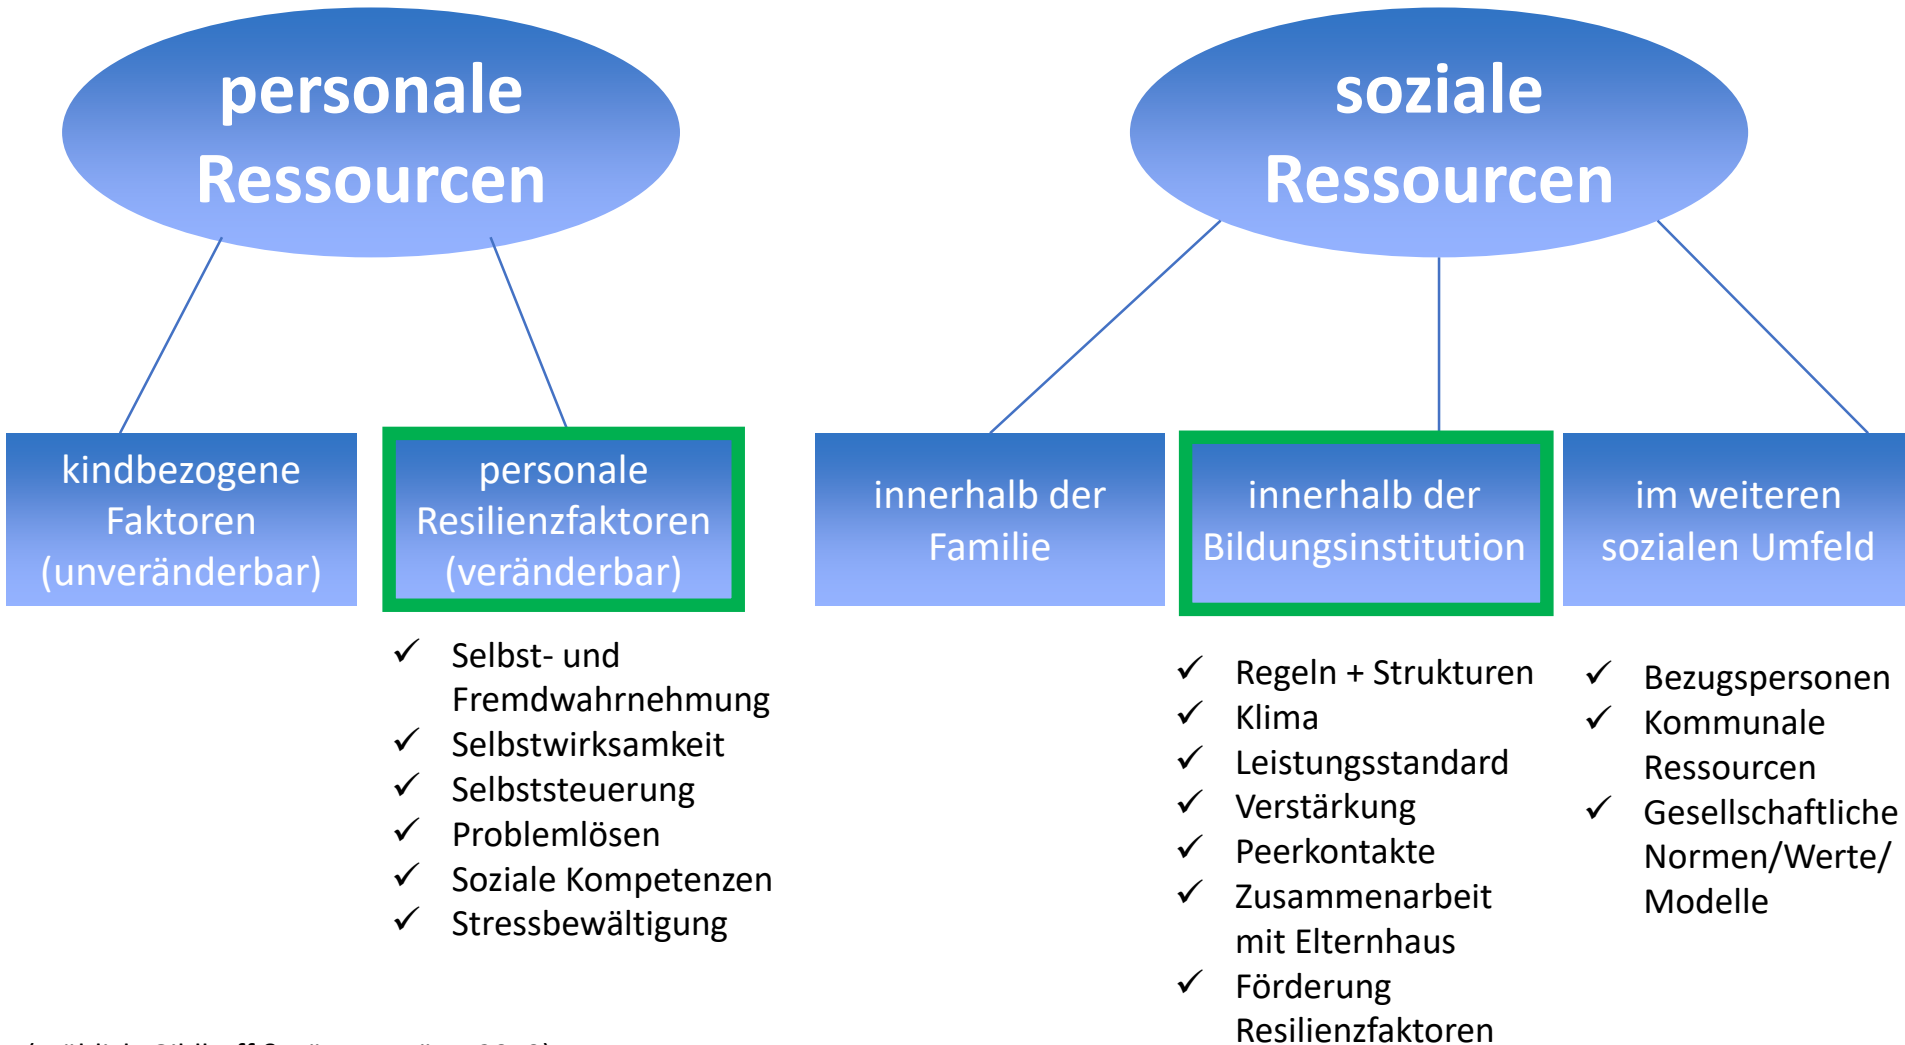 personale
Ressourcen
soziale
Ressourcen
kindbezogene
Faktoren
(unveränderbar)
personale
Resilienzfaktoren
(veränderbar)
innerhalb der
Familie
innerhalb der
Bildungsinstitution
im weiteren
sozialen Umfeld
✓ Selbst- und
Fremdwahrnehmung
✓ Selbstwirksamkeit
✓ Selbststeuerung
✓ Problemlösen
✓ Soziale Kompetenzen
✓ Stressbewältigung
✓ Regeln + Strukturen
✓ Klima
✓ Leistungsstandard
✓ Verstärkung
✓ Peerkontakte
✓ Zusammenarbeit
mit Elternhaus
✓ Förderung
Resilienzfaktoren
✓ Bezugspersonen
✓ Kommunale
Ressourcen
✓ Gesellschaftliche
Normen/Werte/
Modelle